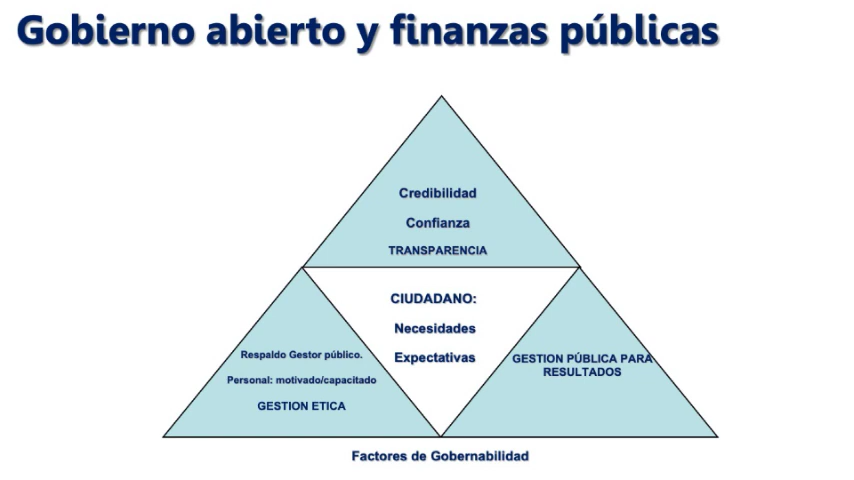 Gobierno abierto y finanzas públicas
Credibilidad
Confianza
TRANSPARENCIA
CIUDADANO:
Necesidades
Expectativas
Respaldo Gestor público.
Personal: motivado/capacitado
GESTION ETICA
GESTION PÚBLICA PARA
RESULTADOS
Factores de Gobernabilidad